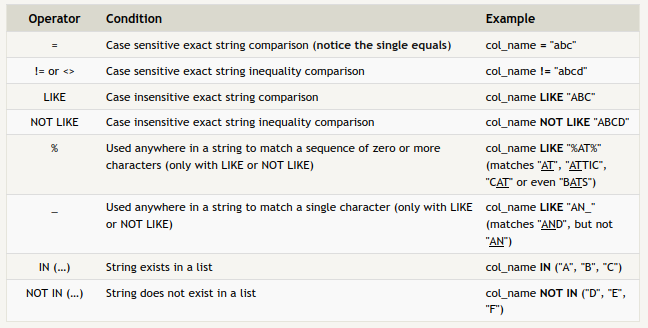 Operator Condition Example
= Case sensitive exact string comparison (notice the single equals) col_name = "abc"
!= or <> Case sensitive exact string inequality comparison col_name != "abcd"
LIKE Case insensitive exact string comparison col_name LIKE "ABC"
NOT LIKE Case insensitive exact string inequality comparison col_name NOT LIKE "ABCD"
% Used anywhere in a string to match a sequence of zero or more col_name LIKE "%AT%"
characters (only with LIKE or NOT LIKE) (matches "AT", "ATTIC",
"CAT" or even "BATS")
_ Used anywhere in a string to match a single character (only with LIKE col_name LIKE "AN_"
or NOT LIKE) (matches "AND", but not
"AN")
IN (…) String exists in a list col_name IN ("A", "B", "C")
NOT IN (…) String does not exist in a list col_name NOT IN ("D", "E",
"F")